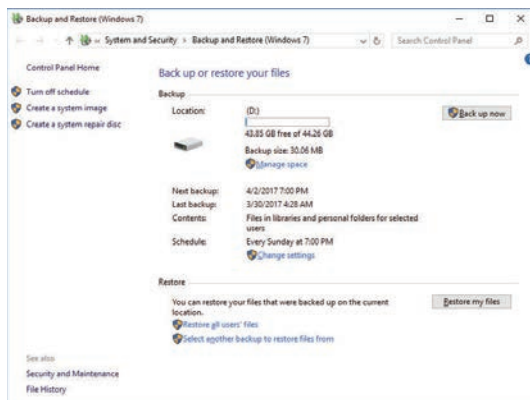 Backup and Restore (Windows 7)
« System and Security > Backup and Restore (Windows 7)
Search Control Panel
Control Panel Home
Turn off schedule
Create a system image
Create a system repair disc
Back up or restore your files
Backup
Location:
(D:)
43.85 GB free of 44.26 GB
Backup size: 30.06 MB
Manage space
Back up now
Next backup: 4/2/2017 7:00 PM
Last backup: 3/30/2017 4:28 AM
Contents: Files in libraries and personal folders for selected
users
Schedule: Every Sunday at 7:00 PM
Change settings
Restore
You can restore your files that were backed up on the current
location.
Restore my files
Restore all users' files
Select another backup to restore files from
See also
Security and Maintenance
File History